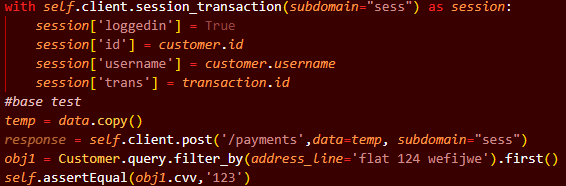 with self.client.session_transaction(subdomain="sess") as session:
session['loggedin'] = True
session['id'] = customer.id
session['username'] = customer.username
session['trans'] = transaction.id
#base test
temp = data.copy()
response = self.client.post('/payments',data=temp, subdomain="sess")
obj1 = Customer.query.filter_by(address_line='flat 124 wefijwe').first()
self.assertEqual(obj1.cvv,'123')